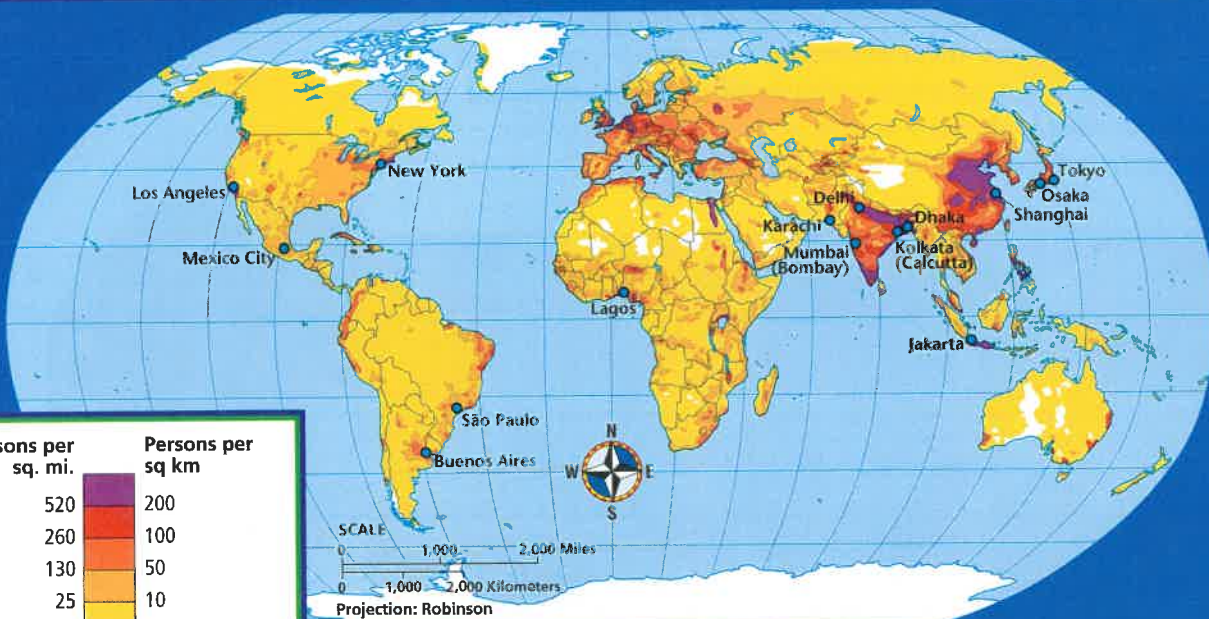 New York
Los Angeles
Mexico City
Tokyo
Osaka
Shanghai
Delhi
Dhaka
Karachi
Kolkata
(Calcutta)
Mumbai
(Bombay)
Lagos
Jakarta
São Paulo
Buenos Aires
N
W E
S
SCALE
0 1,000 2,000 Miles
0 1,000 2,000 Kilometers
Projection: Robinson
sons per
sq. mi.
Persons per
sq km
520 200
260 100
130 50
25 10